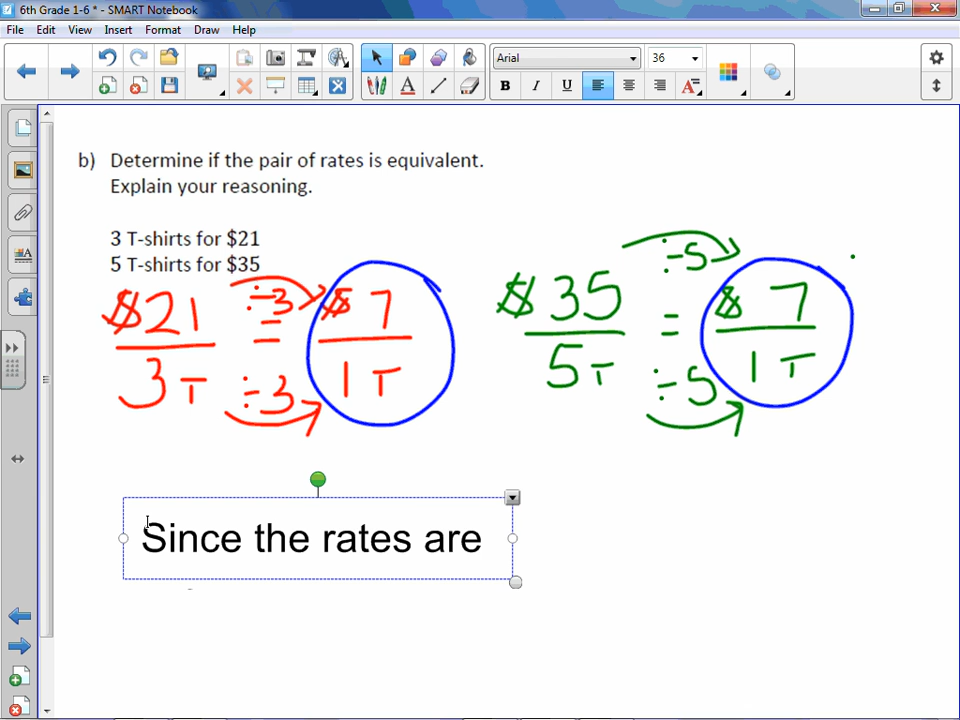 6th Grade 1-6 * - SMART Notebook
File Edit View Insert Format Draw Help
Arial 36
B I U A
b) Determine if the pair of rates is equivalent.
Explain your reasoning.
3 T-shirts for $21
5 T-shirts for $35
$21 ÷3 = $7
3T ÷3 1T
$35 ÷5 = $7
5T ÷5 1T
Since the rates are